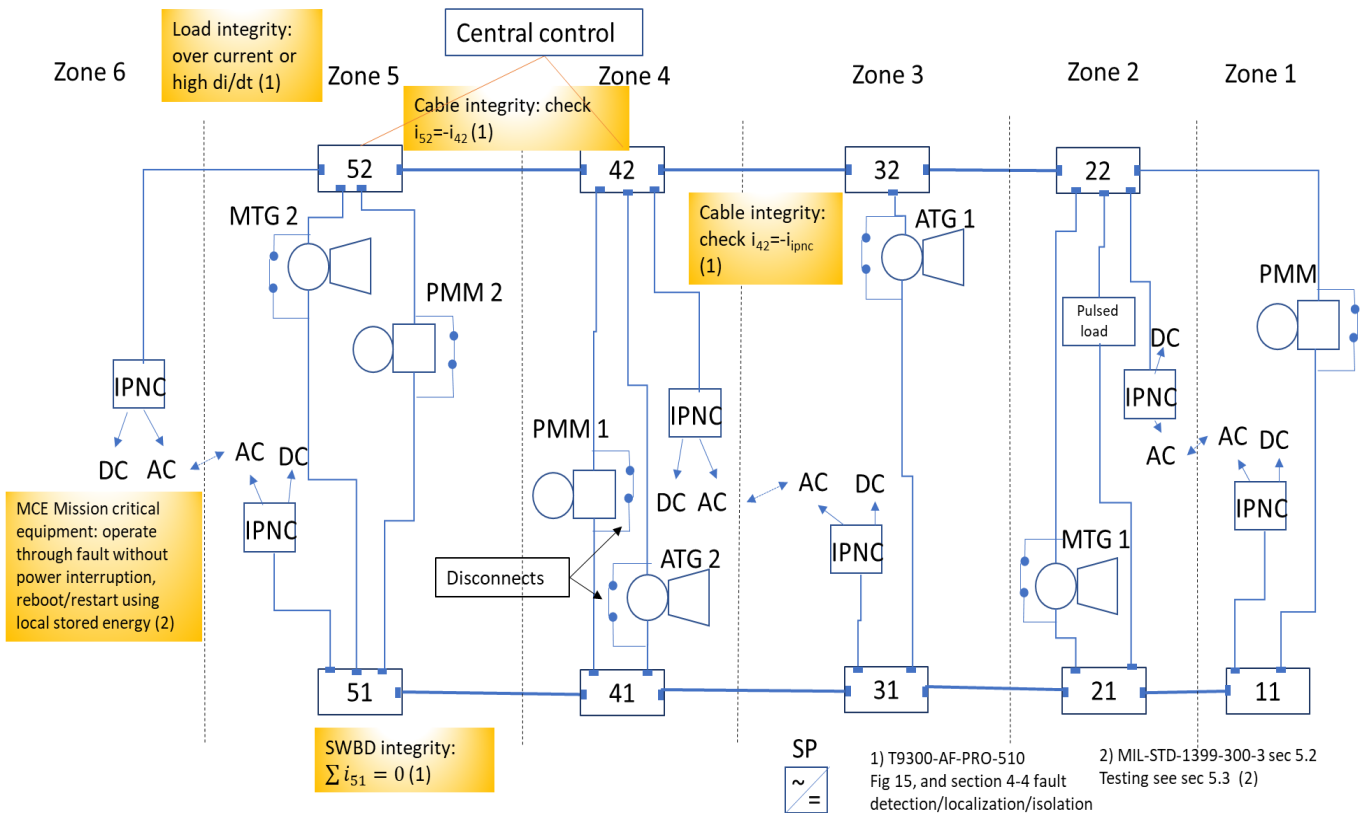 Load integrity:
over current or
high di/dt (1)
Central control
Zone 6
Zone 5
Zone 4
Zone 3
Zone 2
Zone 1
Cable integrity: check
i52=-i42 (1)
52
42
32
22
MTG 2
Cable integrity:
check i42=-iipnc
(1)
ATG 1
PMM 2
PMM
Pulsed
load
DC
IPNC
IPNC
IPNC
PMM 1
DC
AC
AC
DC
DC
AC
AC
DC
AC
AC
DC
MCE Mission critical
equipment: operate
through fault without
power interruption,
reboot/restart using
local stored energy (2)
IPNC
IPNC
IPNC
Disconnects
ATG 2
MTG 1
51
41
31
21
11
SWBD integrity:
∑ i51 = 0 (1)
SP
~
=
1) T9300-AF-PRO-510
Fig 15, and section 4-4 fault
detection/localization/isolation
2) MIL-STD-1399-300-3 sec 5.2
Testing see sec 5.3 (2)